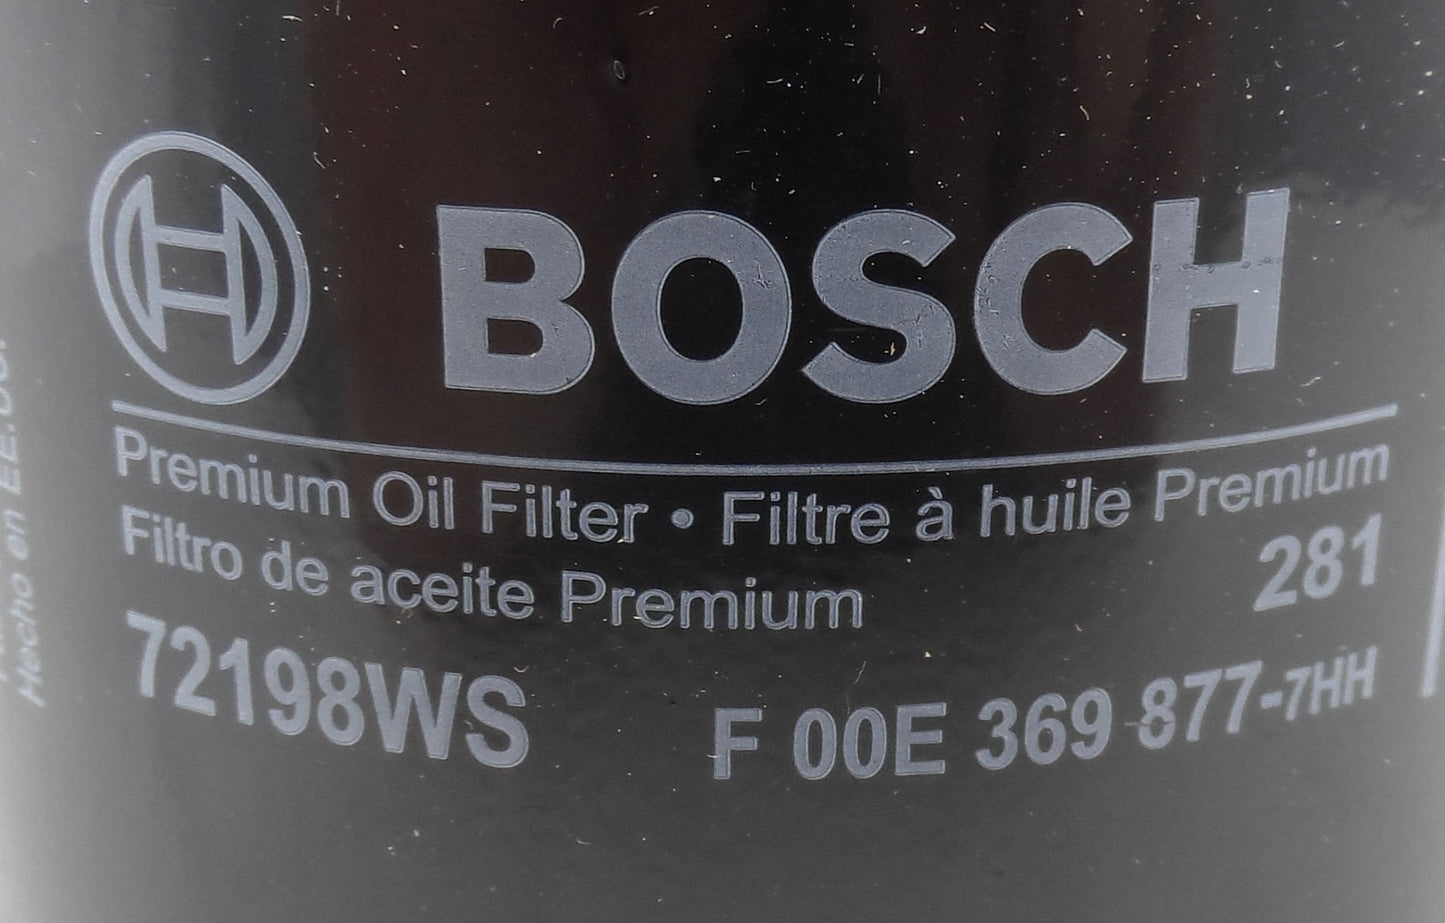 BOSCH
Premium Oil Filter • Filtre à huile Premium
Filtro de aceite Premium
281
72198WS
F 00E 369 877-7HH
Hecho en EE.UU.